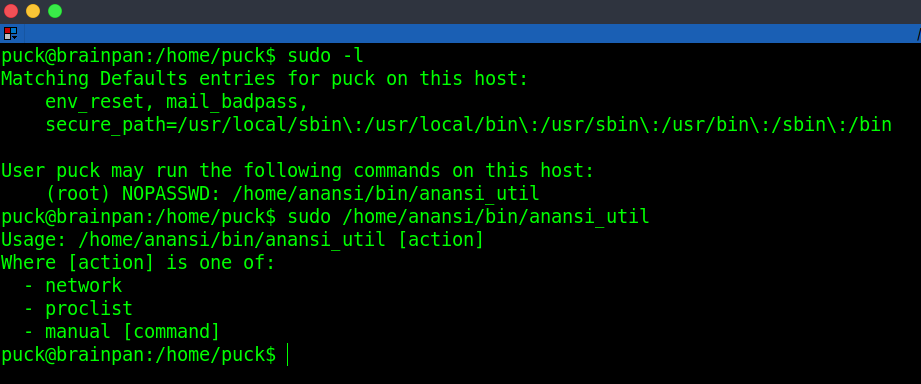 puck@brainpan:/home/puck$ sudo -l
Matching Defaults entries for puck on this host:
    env_reset, mail_badpass,
    secure_path=/usr/local/sbin\:/usr/local/bin\:/usr/sbin\:/usr/bin\:/sbin\:/bin

User puck may run the following commands on this host:
    (root) NOPASSWD: /home/anansi/bin/anansi_util
puck@brainpan:/home/puck$ sudo /home/anansi/bin/anansi_util
Usage: /home/anansi/bin/anansi_util [action]
Where [action] is one of:
  - network
  - proclist
  - manual [command]
puck@brainpan:/home/puck$